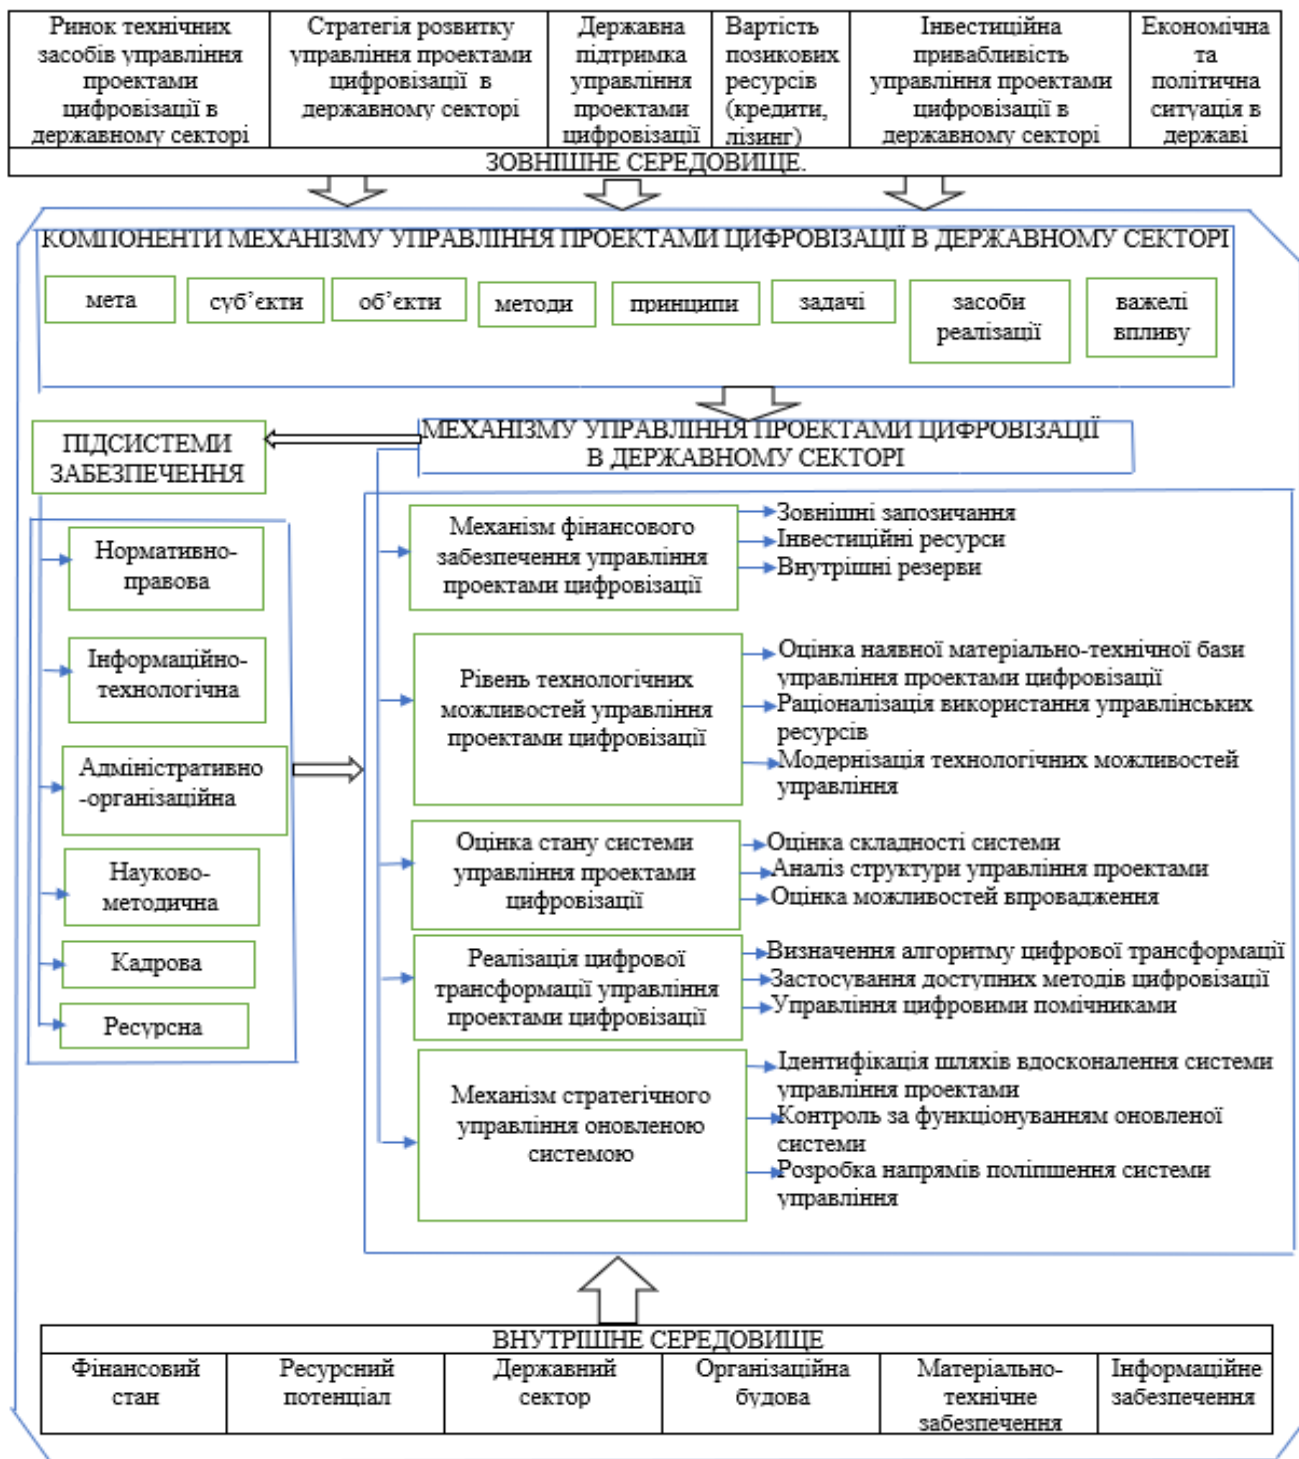 Ринок технічних
засобів управління
проектами
цифровізації в
державному секторі
Стратегія розвитку
управління проектами
цифровізації в
державному секторі
Державна
підтримка
управління
проектами
цифровізації
Вартість
позикових
ресурсів
(кредити,
лізинг)
Інвестиційна
привабливість
управління проектами
цифровізації в
державному секторі
Економічна
та
політична
ситуація в
державі
ЗОВНІШНЕ СЕРЕДОВИЩЕ.
КОМПОНЕНТИ МЕХАНІЗМУ УПРАВЛІННЯ ПРОЕКТАМИ ЦИФРОВІЗАЦІЇ В ДЕРЖАВНОМУ СЕКТОРІ
мета
суб’єкти
об’єкти
методи
принципи
задачі
засоби
реалізації
важелі
впливу
ПІДСИСТЕМИ
ЗАБЕЗПЕЧЕННЯ
МЕХАНІЗМУ УПРАВЛІННЯ ПРОЕКТАМИ ЦИФРОВІЗАЦІЇ
В ДЕРЖАВНОМУ СЕКТОРІ
Нормативно-
правова
Інформаційно-
технологічна
Адміністративно
-організаційна
Науково-
методична
Кадрова
Ресурсна
Механізм фінансового
забезпечення управління
проектами цифровізації
Зовнішні запозичання
Інвестиційні ресурси
Внутрішні резерви
Рівень технологічних
можливостей управління
проектами цифровізації
Оцінка наявної матеріально-технічної бази
управління проектами цифровізації
Раціоналізація використання управлінських
ресурсів
Модернізація технологічних можливостей
управління
Оцінка стану системи
управління проектами
цифровізації
Оцінка складності системи
Аналіз структури управління проектами
Оцінка можливостей впровадження
Реалізація цифрової
трансформації управління
проектами цифровізації
Визначення алгоритму цифрової трансформації
Застосування доступних методів цифровізації
Управління цифровими помічниками
Механізм стратегічного
управління оновленою
системою
Ідентифікація шляхів вдосконалення системи
управління проектами
Контроль за функціонуванням оновленої
системи
Розробка напрямів поліпшення системи
управління
ВНУТРІШНЕ СЕРЕДОВИЩЕ
Фінансовий
стан
Ресурсний
потенціал
Державний
сектор
Організаційна
будова
Матеріально-
технічне
забезпечення
Інформаційне
забезпечення